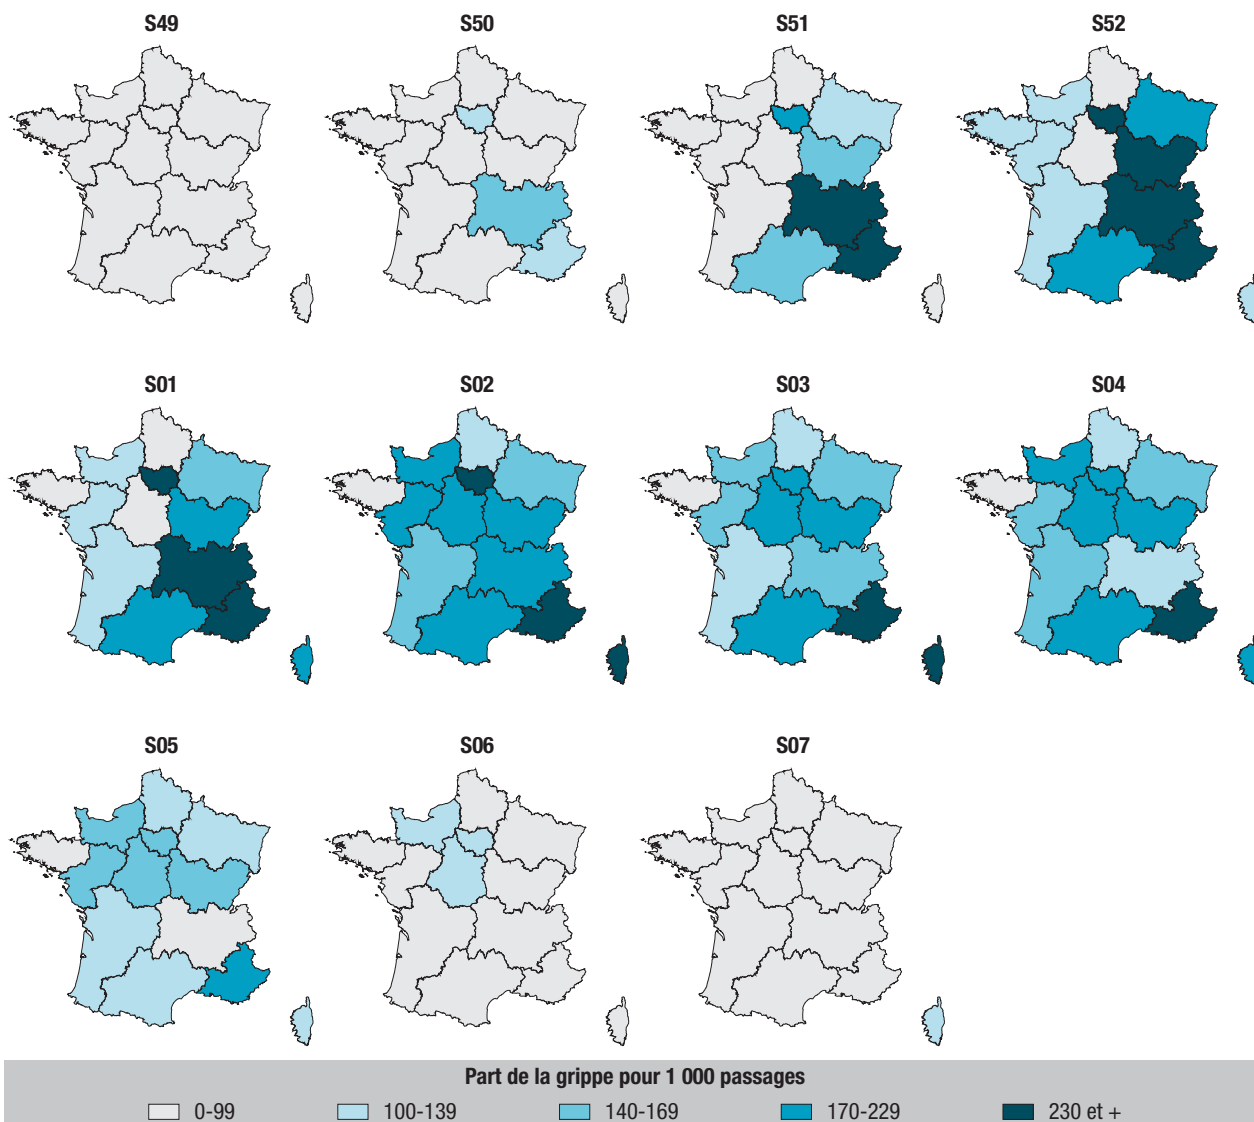 S49 S50 S51 S52
S01 S02 S03 S04
S05 S06 S07
Part de la grippe pour 1 000 passages
0-99 100-139 140-169 170-229 230 et +